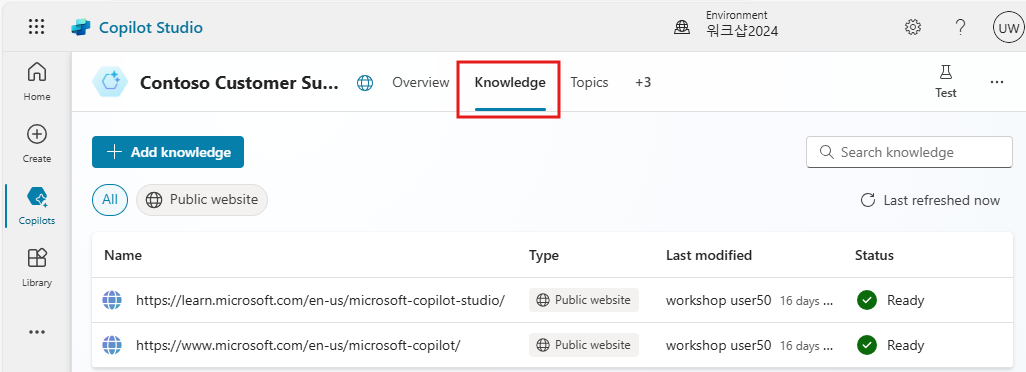 Copilot Studio
Environment
워크샵2024
?
UW
Home
Create
Copilots
Library
Contoso Customer Su...
Overview
Knowledge
Topics
+3
Test
Add knowledge
Search knowledge
All
Public website
Last refreshed now
Name Type Last modified Status
https://learn.microsoft.com/en-us/microsoft-copilot-studio/ Public website workshop user50 16 days ... Ready
https://www.microsoft.com/en-us/microsoft-copilot/ Public website workshop user50 16 days ... Ready